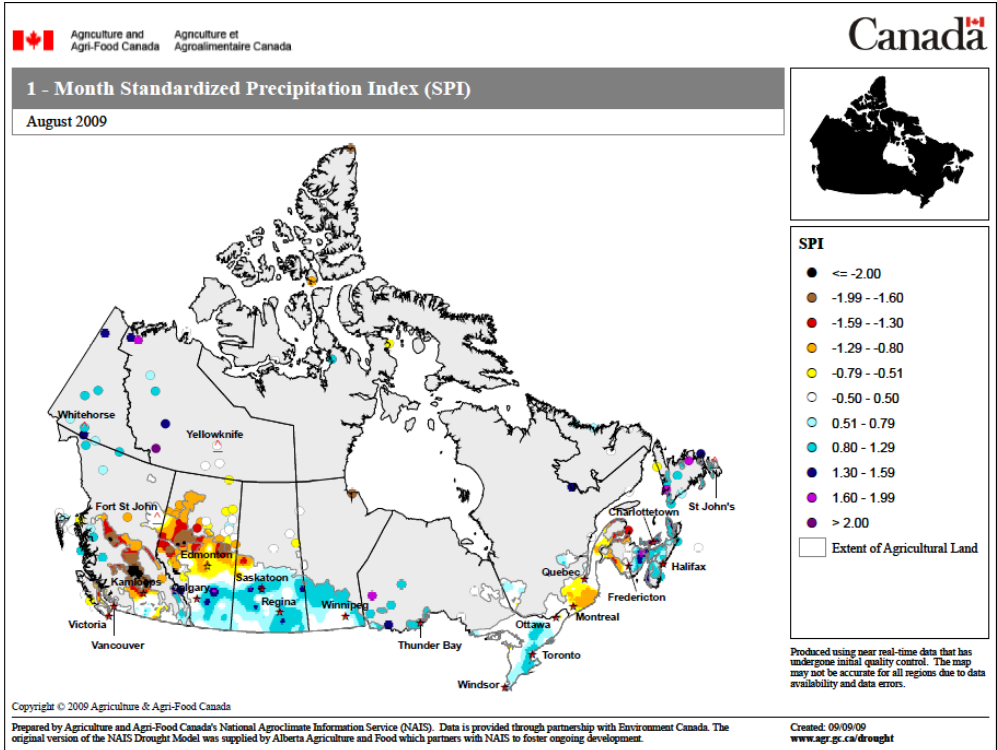 Agriculture and Agriculture et
Agri-Food Canada Agroalimentaire Canada
Canada
1 - Month Standardized Precipitation Index (SPI)
August 2009
Whitehorse
Yellowknife
Fort St John
Edmonton
Kamloops
Calgary
Saskatoon
Regina
Winnipeg
Victoria
Vancouver
Thunder Bay
Charlottetown
St John's
Quebec
Halifax
Fredericton
Montreal
Ottawa
Toronto
Windsor
SPI
<= -2.00
-1.99 - -1.60
-1.59 - -1.30
-1.29 - -0.80
-0.79 - -0.51
-0.50 - 0.50
0.51 - 0.79
0.80 - 1.29
1.30 - 1.59
1.60 - 1.99
> 2.00
Extent of Agricultural Land
Produced using near real-time data that has
undergone initial quality control. The map
may not be accurate for all regions due to data
availability and data errors.
Copyright © 2009 Agriculture & Agri-Food Canada
Prepared by Agriculture and Agri-Food Canada's National Agroclimate Information Service (NAIS). Data is provided through partnership with Environment Canada. The
original version of the NAIS Drought Model was supplied by Alberta Agriculture and Food which partners with NAIS to foster ongoing development.
Created: 09/09/09
www.agr.gc.ca/drought